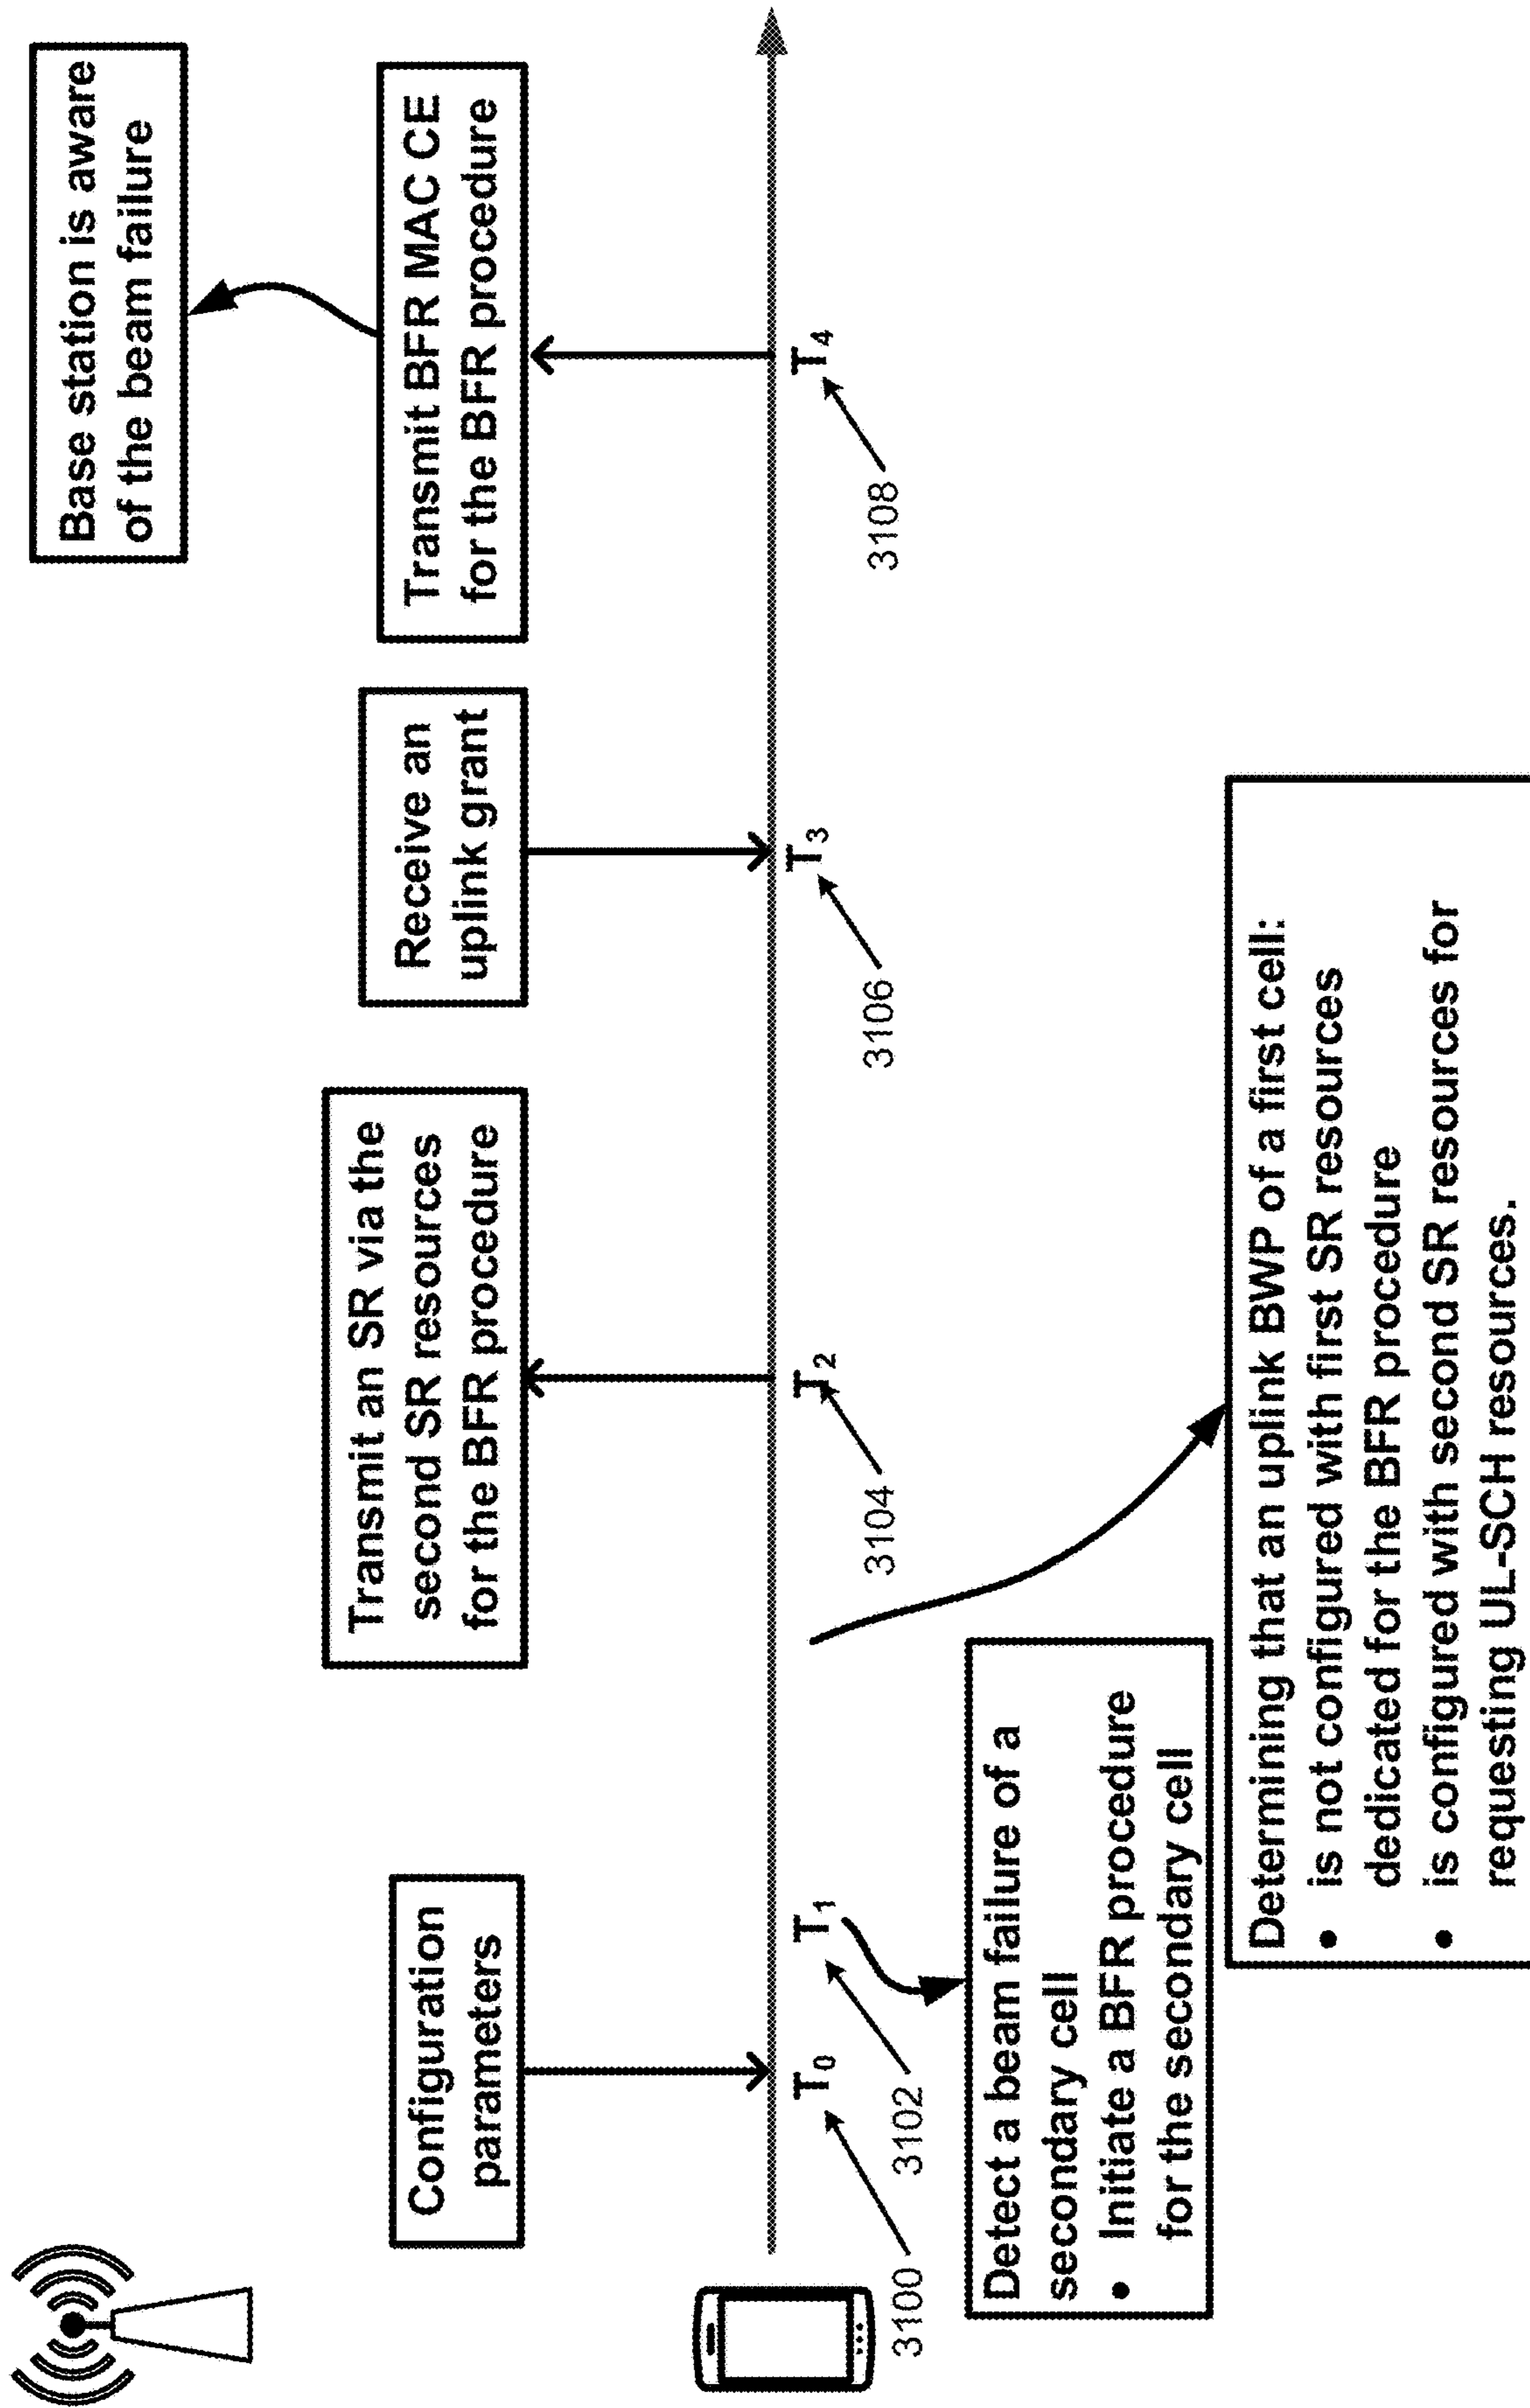 Base station is aware
of the beam failure
Configuration
parameters
Transmit an SR via the
second SR resources
for the BFR procedure
Receive an
uplink grant
Transmit BFR MAC CE
for the BFR procedure
T0
T1
T2
T3
T4
3100
3102
3104
3106
3108
Detect a beam failure of a
secondary cell
• Initiate a BFR procedure
for the secondary cell
Determining that an uplink BWP of a first cell:
• is not configured with first SR resources
dedicated for the BFR procedure
• is configured with second SR resources for
requesting UL-SCH resources.